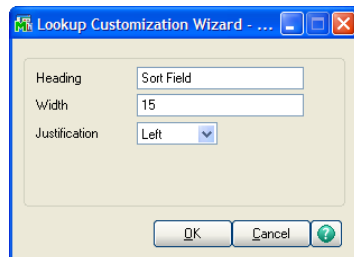 Lookup Customization Wizard - ...
Heading Sort Field
Width 15
Justification Left
OK Cancel ?